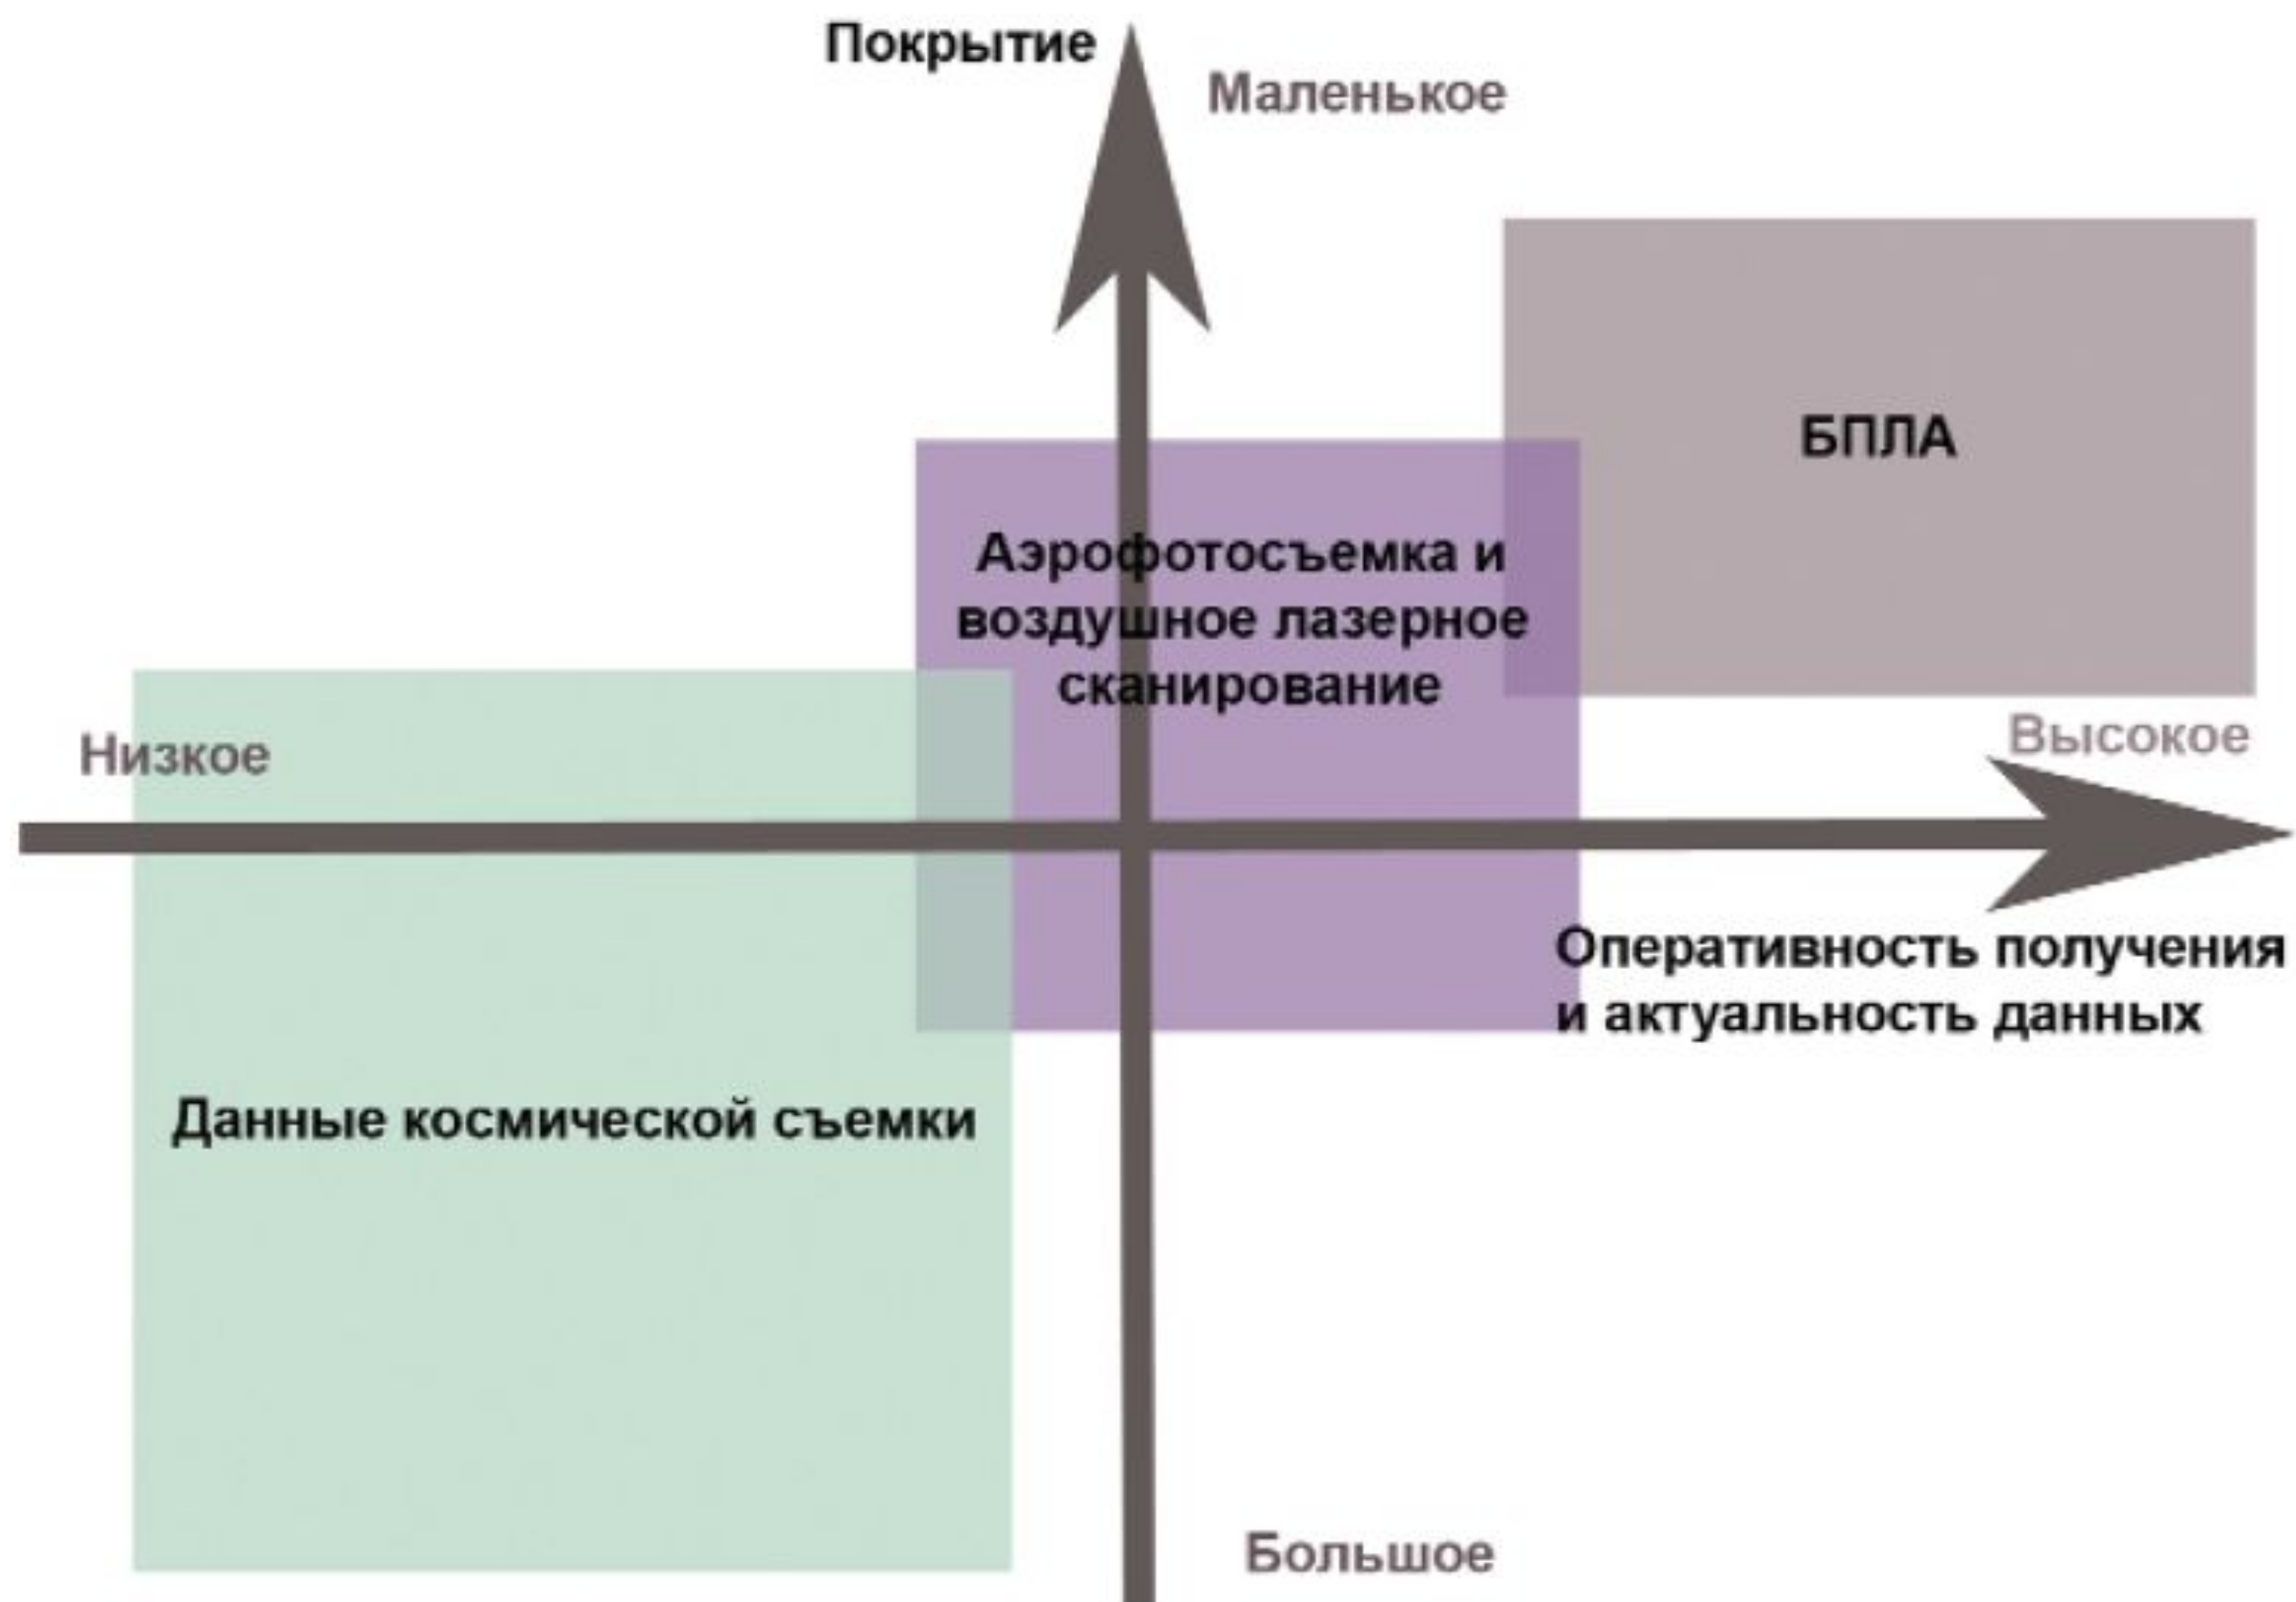 Покрытие
Маленькое
БПЛА
Аэрофотосъемка и
воздушное лазерное
сканирование
Низкое
Высокое
Оперативность получения
и актуальность данных
Данные космической съемки
Большое